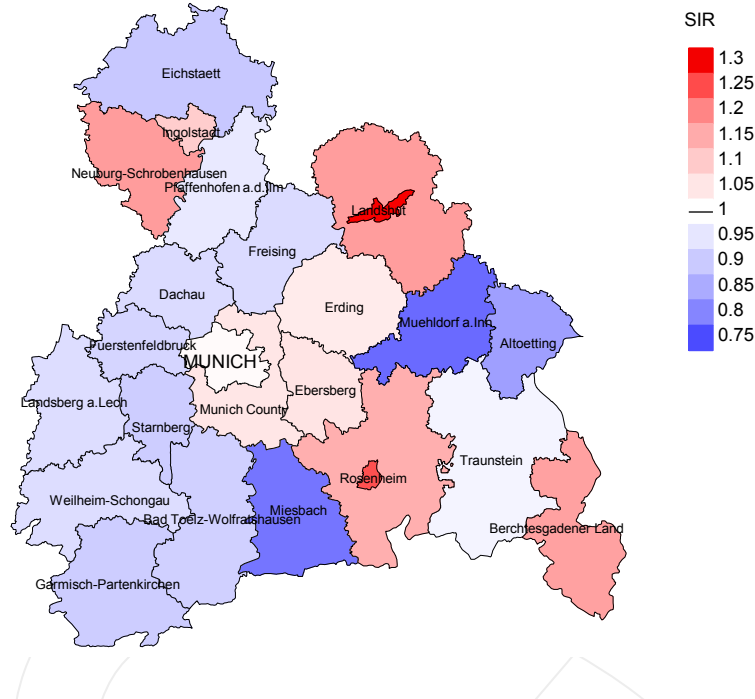 SIR
1.3
1.25
1.2
1.15
1.1
1.05
1
0.95
0.9
0.85
0.8
0.75
Eichstaett
Ingolstadt
Neuburg-Schrobenhausen
Pfaffenhofen a.d.Ilm
Landshut
Freising
Dachau
Erding
Muehldorf a.Inn
Altoetting
Fuerstenfeldbruck
MUNICH
Ebersberg
Landsberg a.Lech
Munich County
Starnberg
Traunstein
Rosenheim
Weilheim-Schongau
Miesbach
Bad Toelz-Wolfratshausen
Berchtesgadener Land
Garmisch-Partenkirchen